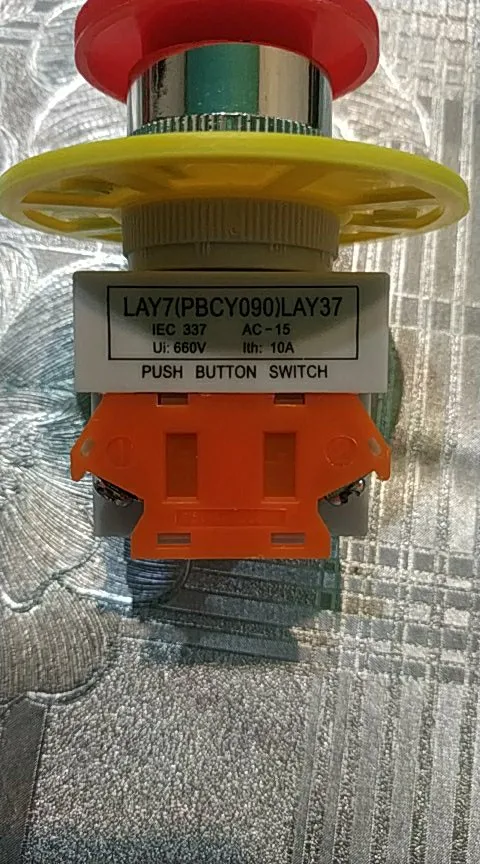 LAY7(PBCY090)LAY37
IEC 337 AC-15
Ui: 660V Ith: 10A
PUSH BUTTON SWITCH